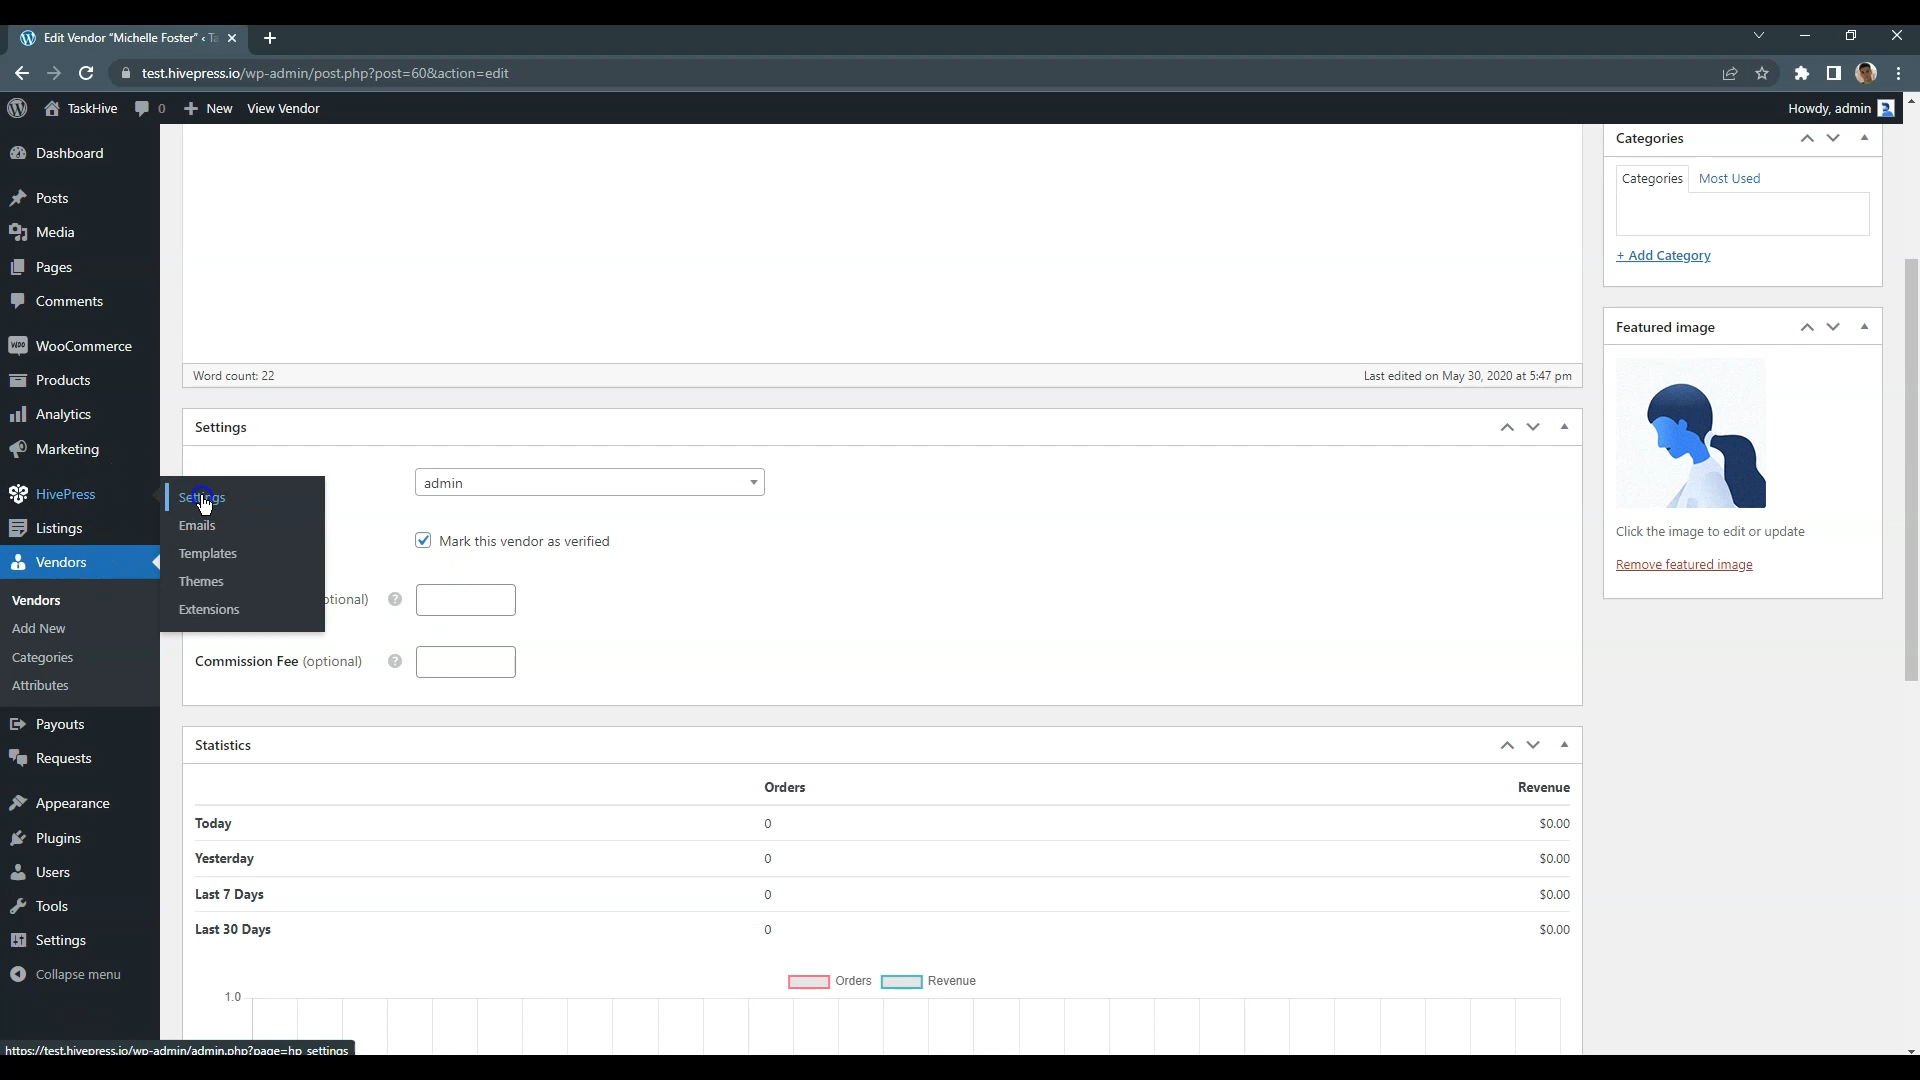 Edit Vendor "Michelle Foster" ‹ Ta
test.hivepress.io/wp-admin/post.php?post=60&action=edit
TaskHive 0 New View Vendor Howdy, admin
Dashboard
Posts
Media
Pages
Comments
WooCommerce
Products
Analytics
Marketing
HivePress
Listings
Vendors
Vendors
Add New
Categories
Attributes
Payouts
Requests
Appearance
Plugins
Users
Tools
Settings
Collapse menu
Settings
Emails
Templates
Themes
Extensions
Word count: 22 Last edited on May 30, 2020 at 5:47 pm
Settings
admin
Mark this vendor as verified
ptional) ?
Commission Fee (optional) ?
Statistics
Orders Revenue
Today 0 $0.00
Yesterday 0 $0.00
Last 7 Days 0 $0.00
Last 30 Days 0 $0.00
Orders Revenue
1.0
Categories
Categories Most Used
+ Add Category
Featured image
Click the image to edit or update
Remove featured image
https://test.hivepress.io/wp-admin/admin.php?page=hp_settings